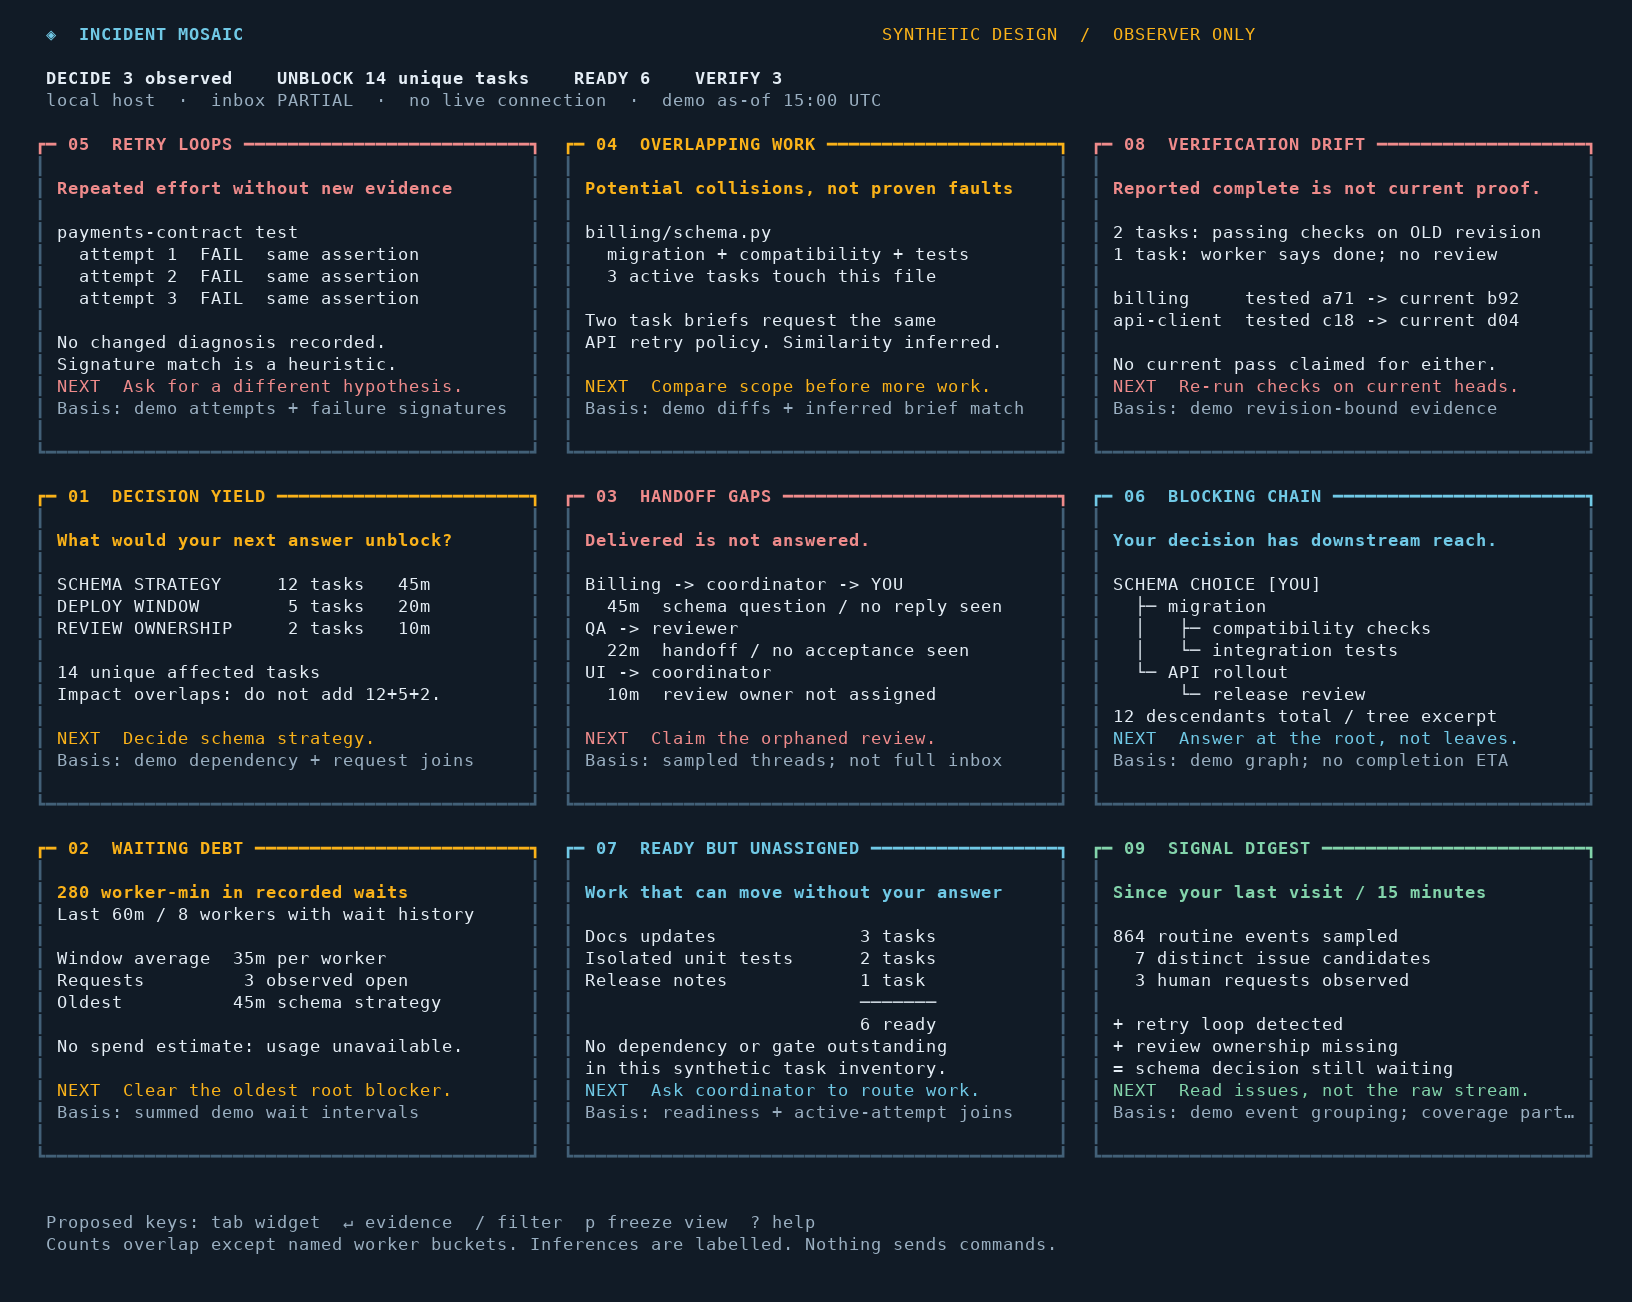 ◈  INCIDENT MOSAIC
SYNTHETIC DESIGN  /  OBSERVER ONLY
DECIDE 3 observed    UNBLOCK 14 unique tasks    READY 6    VERIFY 3
local host  ·  inbox PARTIAL  ·  no live connection  ·  demo as-of 15:00 UTC
05  RETRY LOOPS
Repeated effort without new evidence
payments-contract test
attempt 1  FAIL  same assertion
attempt 2  FAIL  same assertion
attempt 3  FAIL  same assertion
No changed diagnosis recorded.
Signature match is a heuristic.
NEXT  Ask for a different hypothesis.
Basis: demo attempts + failure signatures
04  OVERLAPPING WORK
Potential collisions, not proven faults
billing/schema.py
migration + compatibility + tests
3 active tasks touch this file
Two task briefs request the same
API retry policy. Similarity inferred.
NEXT  Compare scope before more work.
Basis: demo diffs + inferred brief match
08  VERIFICATION DRIFT
Reported complete is not current proof.
2 tasks: passing checks on OLD revision
1 task: worker says done; no review
billing     tested a71 -> current b92
api-client  tested c18 -> current d04
No current pass claimed for either.
NEXT  Re-run checks on current heads.
Basis: demo revision-bound evidence
01  DECISION YIELD
What would your next answer unblock?
SCHEMA STRATEGY     12 tasks   45m
DEPLOY WINDOW        5 tasks   20m
REVIEW OWNERSHIP     2 tasks   10m
14 unique affected tasks
Impact overlaps: do not add 12+5+2.
NEXT  Decide schema strategy.
Basis: demo dependency + request joins
03  HANDOFF GAPS
Delivered is not answered.
Billing -> coordinator -> YOU
45m  schema question / no reply seen
QA -> reviewer
22m  handoff / no acceptance seen
UI -> coordinator
10m  review owner not assigned
NEXT  Claim the orphaned review.
Basis: sampled threads; not full inbox
06  BLOCKING CHAIN
Your decision has downstream reach.
SCHEMA CHOICE [YOU]
├─ migration
│   ├─ compatibility checks
│   └─ integration tests
└─ API rollout
└─ release review
12 descendants total / tree excerpt
NEXT  Answer at the root, not leaves.
Basis: demo graph; no completion ETA
02  WAITING DEBT
280 worker-min in recorded waits
Last 60m / 8 workers with wait history
Window average  35m per worker
Requests         3 observed open
Oldest          45m schema strategy
No spend estimate: usage unavailable.
NEXT  Clear the oldest root blocker.
Basis: summed demo wait intervals
07  READY BUT UNASSIGNED
Work that can move without your answer
Docs updates             3 tasks
Isolated unit tests      2 tasks
Release notes            1 task
6 ready
No dependency or gate outstanding
in this synthetic task inventory.
NEXT  Ask coordinator to route work.
Basis: readiness + active-attempt joins
09  SIGNAL DIGEST
Since your last visit / 15 minutes
864 routine events sampled
7 distinct issue candidates
3 human requests observed
+ retry loop detected
+ review ownership missing
= schema decision still waiting
NEXT  Read issues, not the raw stream.
Basis: demo event grouping; coverage part…
Proposed keys: tab widget  ↵ evidence  / filter  p freeze view  ? help
Counts overlap except named worker buckets. Inferences are labelled. Nothing sends commands.